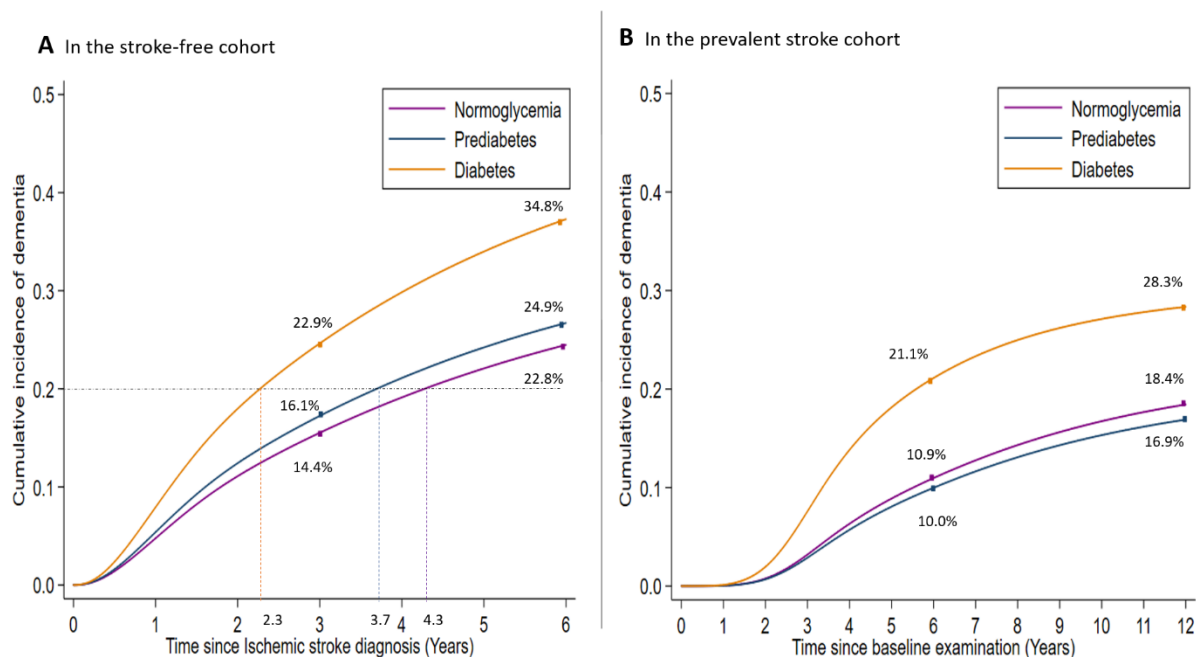 A In the stroke-free cohort
Cumulative incidence of dementia
0.5
0.4
0.3
0.2
0.1
0.0
Normoglycemia
Prediabetes
Diabetes
34.8%
24.9%
22.9%
22.8%
16.1%
14.4%
0 1 2 3 4 5 6
2.3 3.7 4.3
Time since Ischemic stroke diagnosis (Years)
B In the prevalent stroke cohort
Cumulative incidence of dementia
0.5
0.4
0.3
0.2
0.1
0.0
Normoglycemia
Prediabetes
Diabetes
28.3%
21.1%
18.4%
10.9%
16.9%
10.0%
0 1 2 3 4 5 6 7 8 9 10 11 12
Time since baseline examination (Years)